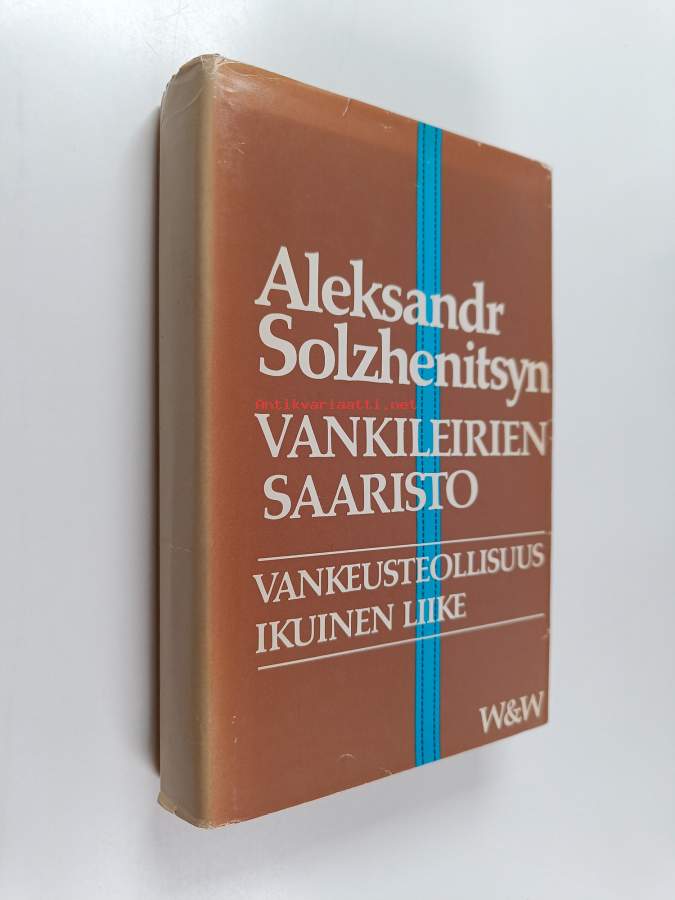 Aleksandr
Solzhenitsyn
Antikvariaatti.net
VANKILEIRIEN
SAARISTO
VANKEUSTEOLLISUUS
IKUINEN LIIKE
W&W